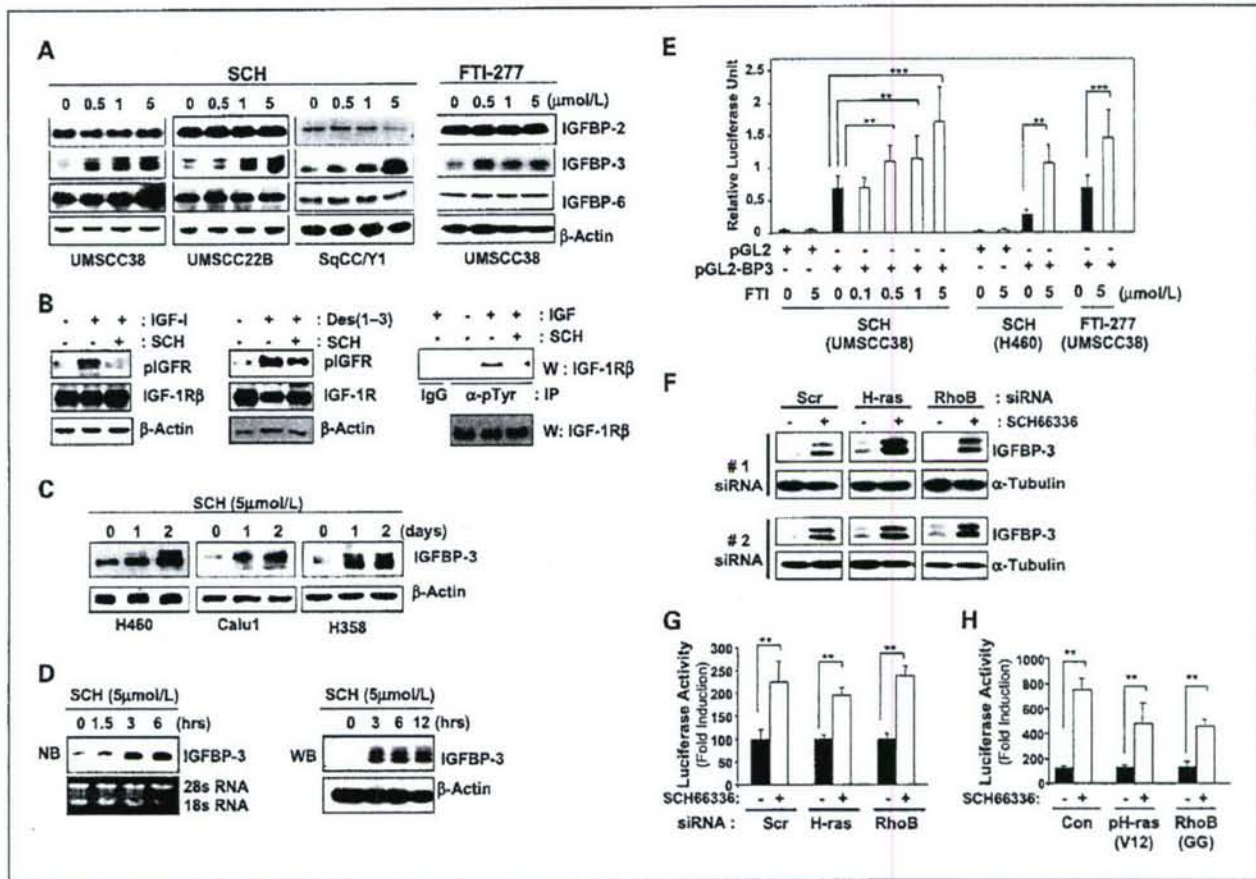 A
SCH
FTI-277
0 0.5 1 5 0 0.5 1 5 0 0.5 1 5 0 0.5 1 5 (μmol/L)
IGFBP-2
IGFBP-3
IGFBP-6
β-Actin
UMSCC38 UMSCC22B SqCC/Y1 UMSCC38
B
- + + : IGF-I
- - + : SCH
pIGFR
IGF-1Rβ
β-Actin
- + + : Des(1–3)
- - + : SCH
pIGFR
IGF-1R
β-Actin
+ - + + : IGF
- - - + : SCH
W : IGF-1Rβ
IgG α-pTyr : IP
W: IGF-1Rβ
C
SCH (5μmol/L)
0 1 2 0 1 2 0 1 2 (days)
IGFBP-3
β-Actin
H460 Calu1 H358
D
SCH (5μmol/L)
0 1.5 3 6 (hrs)
NB IGFBP-3
28s RNA
18s RNA
SCH (5μmol/L)
0 3 6 12 (hrs)
WB IGFBP-3
β-Actin
E
Relative Luciferase Unit
2.5
2
1.5
1
0.5
0
*** ** ** ** ***
pGL2 + + - - - - - + + - - - -
pGL2-BP3 - - + + + + + - - + + + +
FTI 0 5 0 0.1 0.5 1 5 0 5 0 5 0 5 (μmol/L)
SCH
(UMSCC38)
SCH
(H460)
FTI-277
(UMSCC38)
F
Scr H-ras RhoB : siRNA
- + - + - + : SCH66336
# 1
siRNA
IGFBP-3
α-Tubulin
# 2
siRNA
IGFBP-3
α-Tubulin
G
Luciferase Activity
(Fold Induction)
300
250
200
150
100
50
0
** ** **
SCH66336: - + - + - +
siRNA : Scr H-ras RhoB
H
Luciferase Activity
(Fold Induction)
1000
800
600
400
200
0
** ** **
SCH66336: - + - + - +
Con pH-ras RhoB
(V12) (GG)